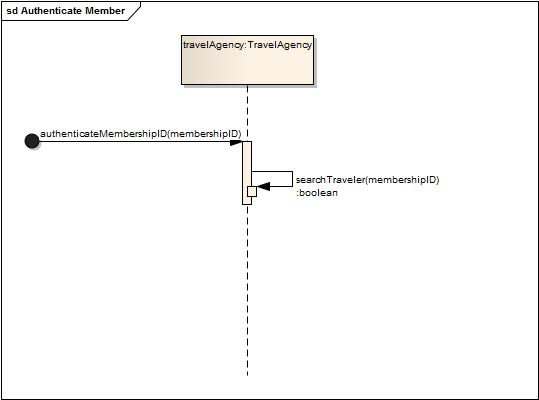 sd Authenticate Member
travelAgency:TravelAgency
authenticateMembershipID(membershipID)
searchTraveler(membershipID)
:boolean